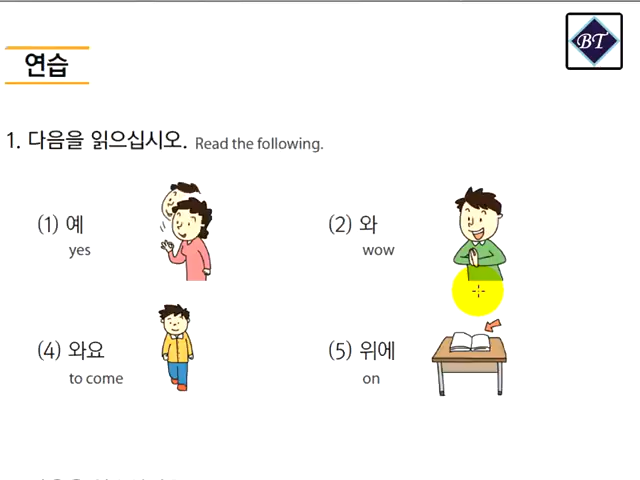 BT
연습
1. 다음을 읽으십시오. Read the following.
(1) 예
yes
(2) 와
wow
(4) 와요
to come
(5) 위에
on